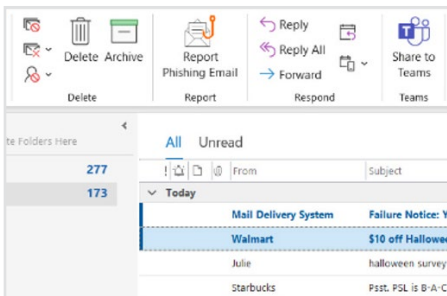 Reply
Reply All
Forward
Delete Archive
Report
Phishing Email
Share to
Teams
Delete
Report
Respond
Teams
te Folders Here
277
173
All Unread
! From Subject
Today
Mail Delivery System Failure Notice: Y
Walmart $10 off Hallowe
Julie halloween survey
Starbucks Psst. PSL is B-A-C